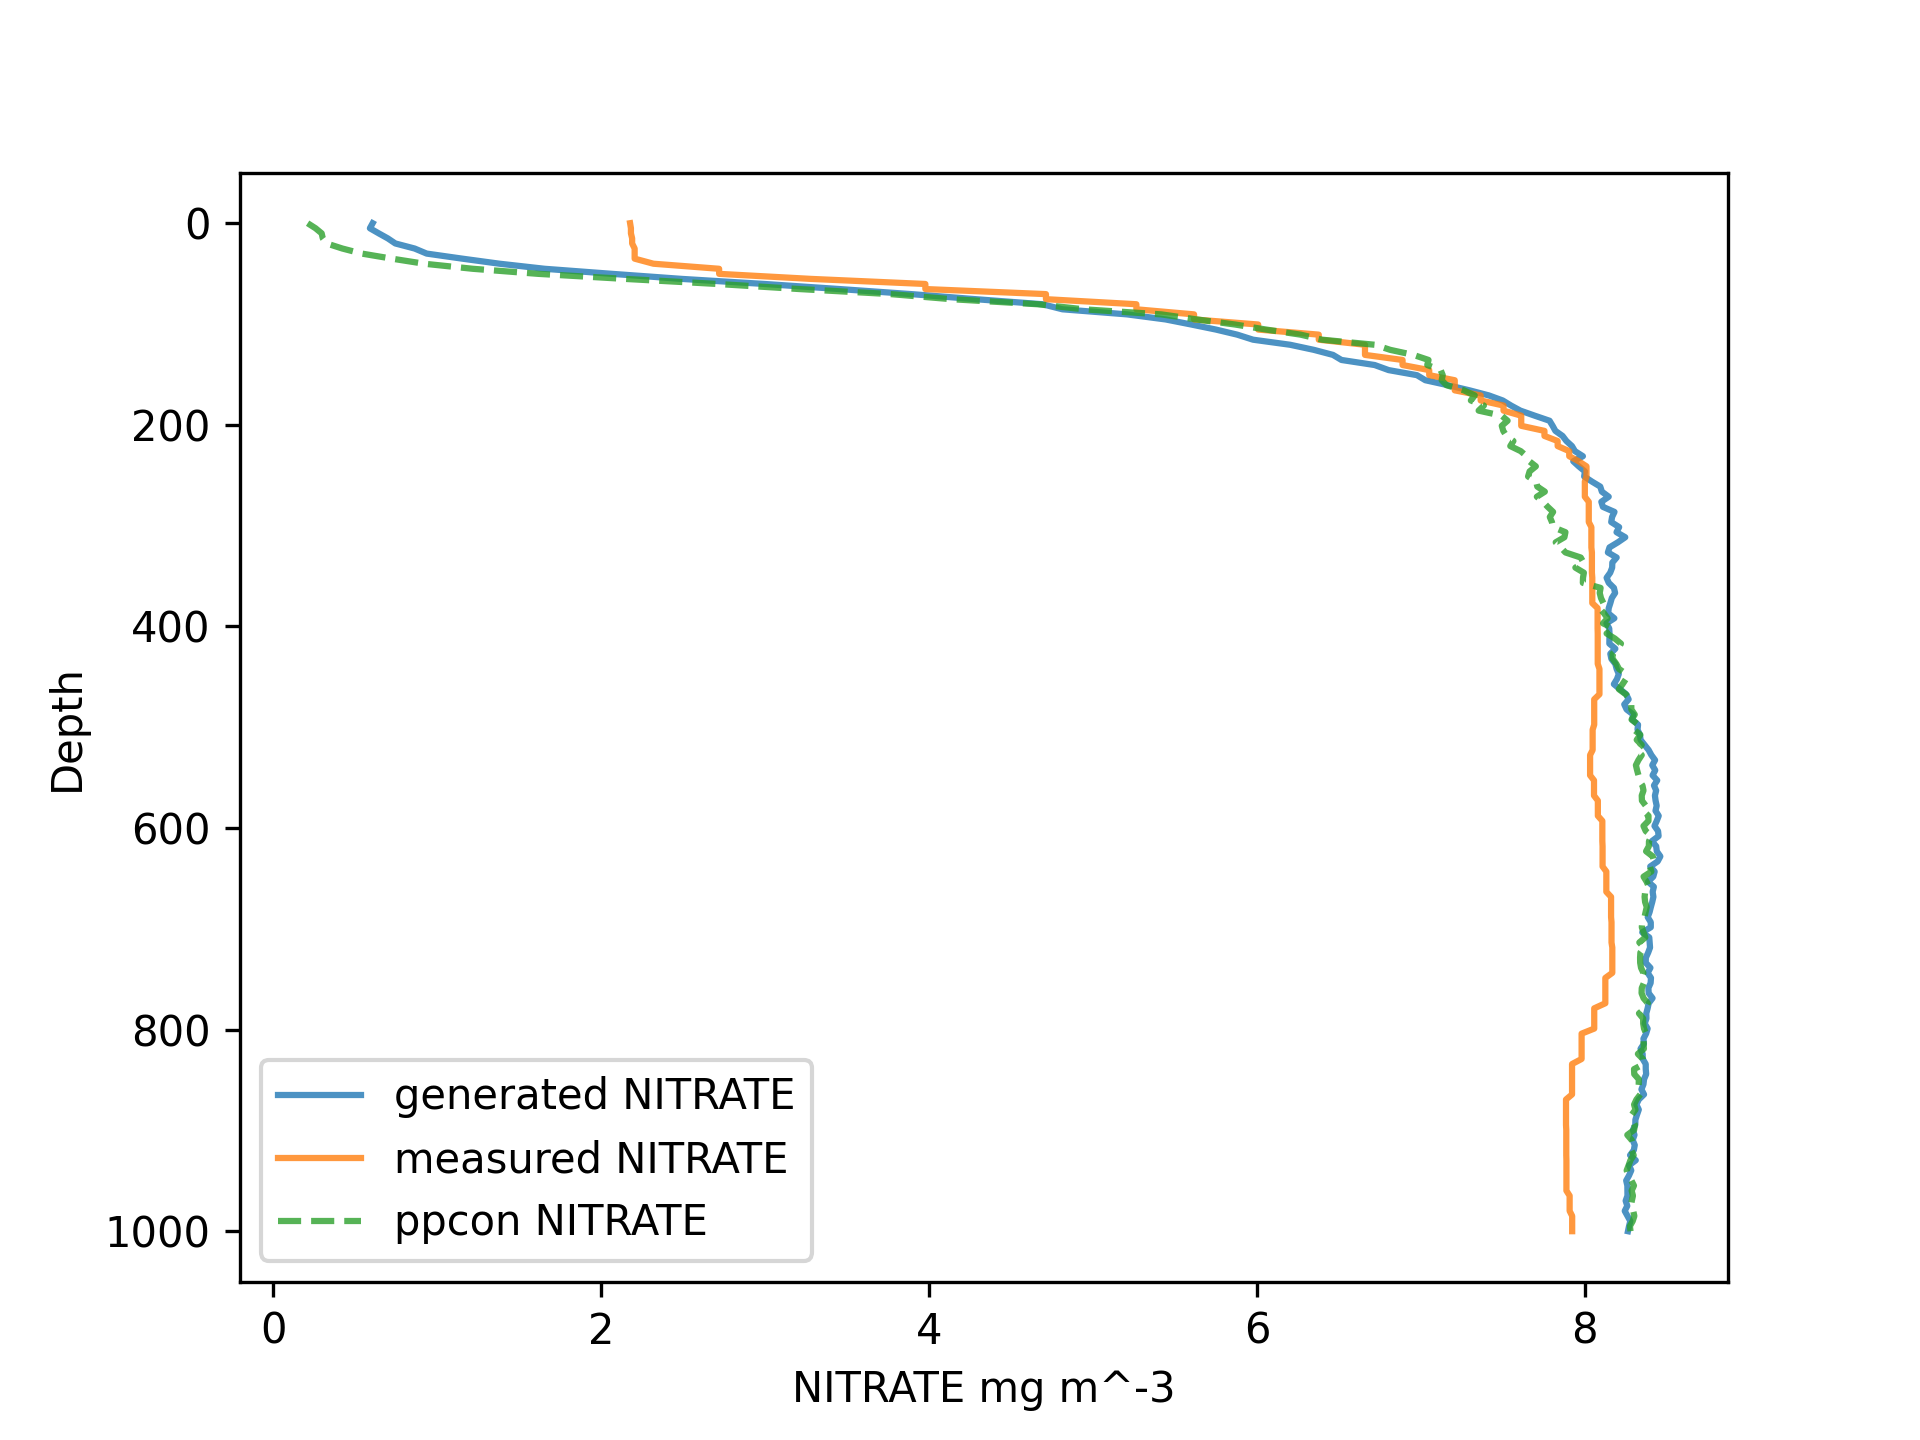 0
200
400
600
800
1000
Depth
generated NITRATE
measured NITRATE
ppcon NITRATE
0 2 4 6 8
NITRATE mg m^-3